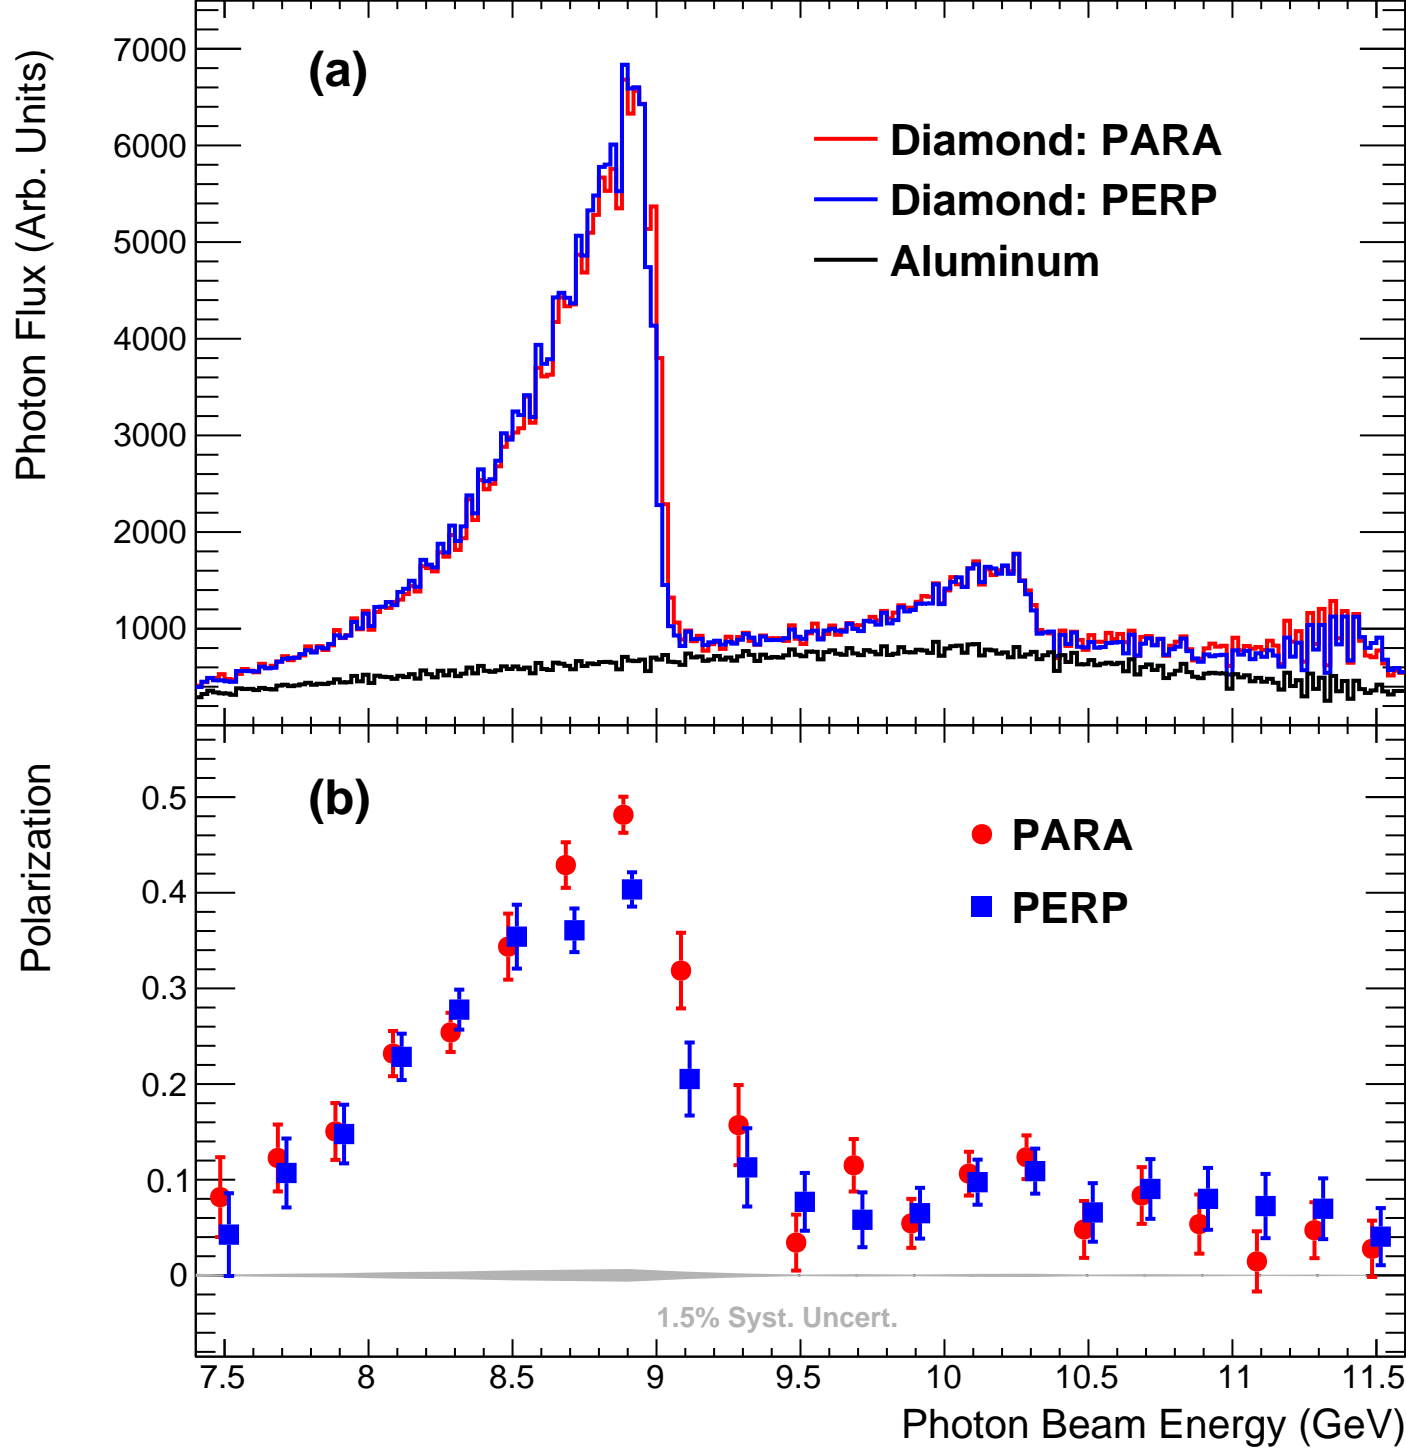 Photon Flux (Arb. Units)
7000
6000
5000
4000
3000
2000
1000
(a)
Diamond: PARA
Diamond: PERP
Aluminum
Polarization
0.5
0.4
0.3
0.2
0.1
0
(b)
PARA
PERP
1.5% Syst. Uncert.
7.5 8 8.5 9 9.5 10 10.5 11 11.5
Photon Beam Energy (GeV)